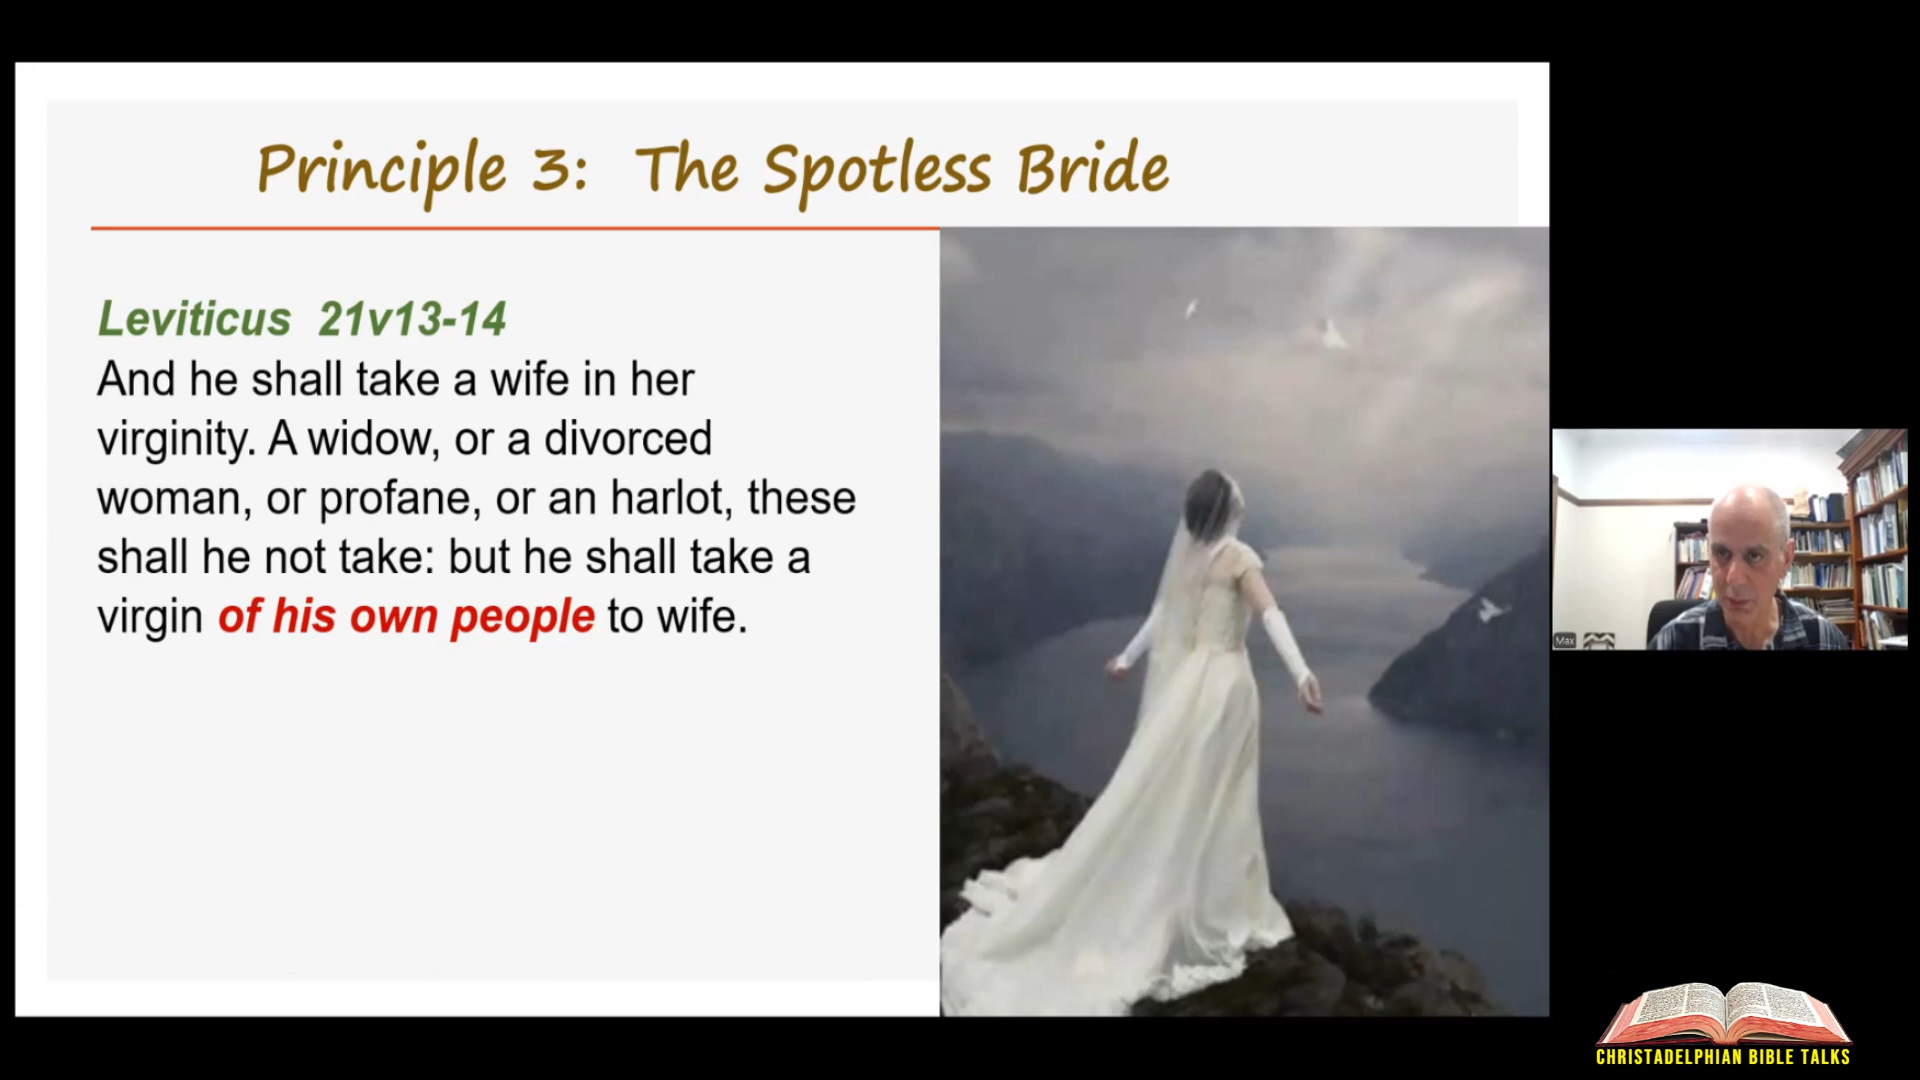 Principle 3: The Spotless Bride
Leviticus 21v13-14
And he shall take a wife in her
virginity. A widow, or a divorced
woman, or profane, or an harlot, these
shall he not take: but he shall take a
virgin of his own people to wife.
Max
CHRISTADELPHIAN BIBLE TALKS